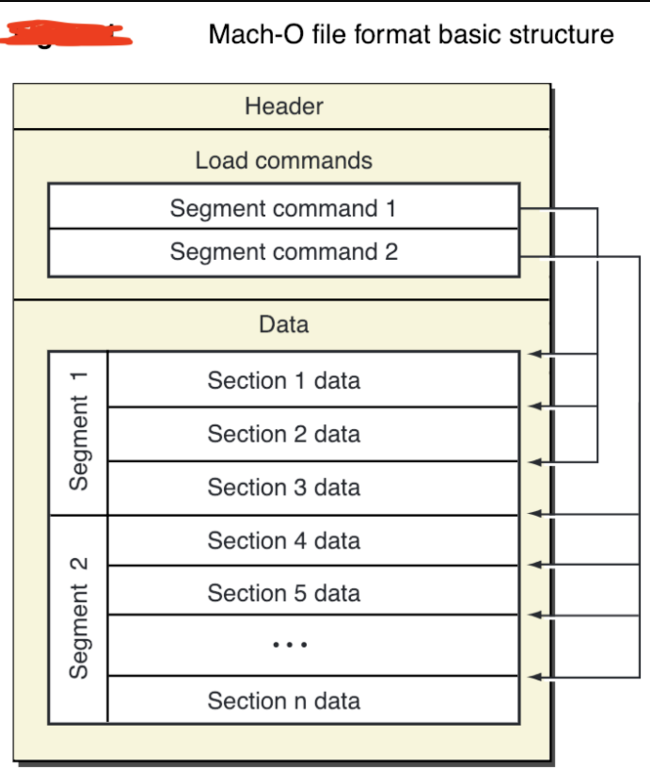 Mach-O file format basic structure
Header
Load commands
Segment command 1
Segment command 2
Data
Segment 1
Section 1 data
Section 2 data
Section 3 data
Segment 2
Section 4 data
Section 5 data
...
Section n data